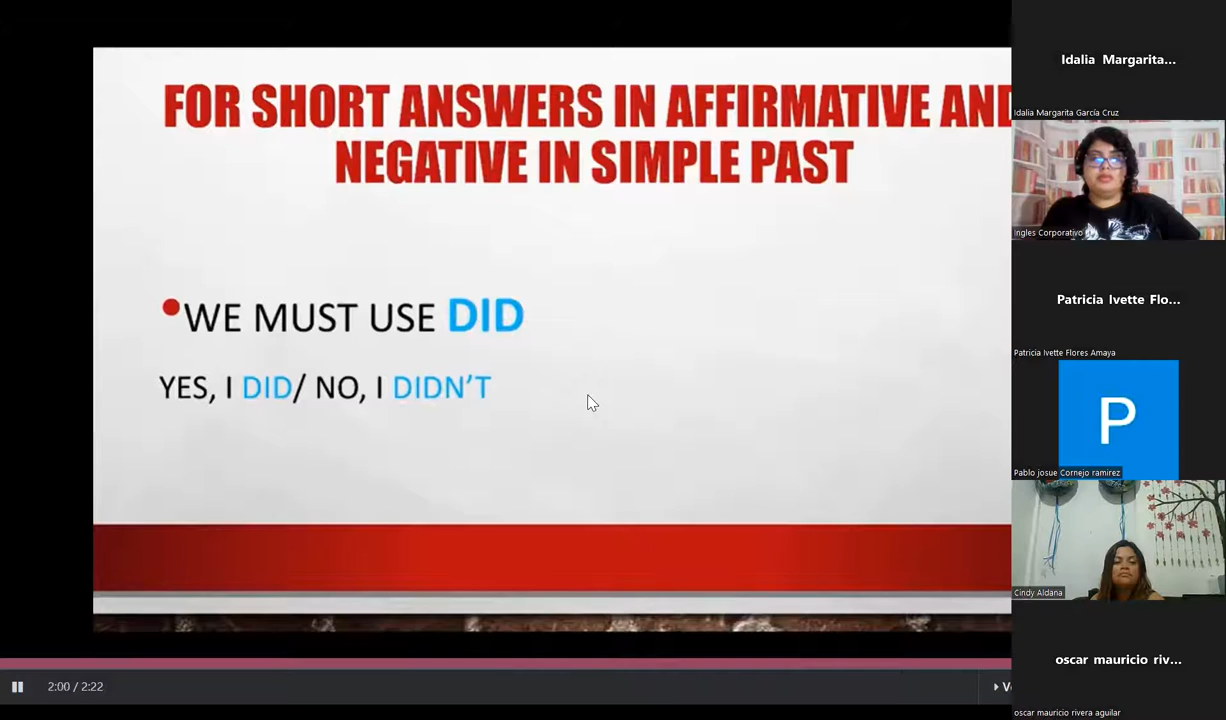 FOR SHORT ANSWERS IN AFFIRMATIVE AND
NEGATIVE IN SIMPLE PAST
•WE MUST USE DID
YES, I DID/ NO, I DIDN'T
2:00 / 2:22
Idalia Margarita...
Idalia Margarita García Cruz
Ingles Corporativo
Patricia Ivette Flo...
Patricia Ivette Flores Amaya
P
Pablo josue Cornejo ramirez
Cindy Aldana
oscar mauricio riv...
oscar mauricio rivera aguilar